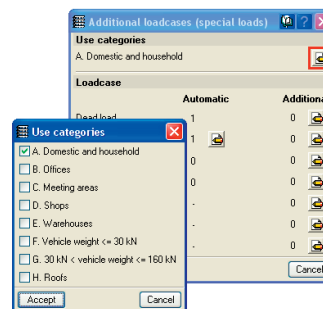 Additional loadcases (special loads)
Use categories
A. Domestic and household
Loadcase
Automatic Additional
Dead load 1 0
1 0
0 0
0 0
- 0
- 0
- 0
Cancel
Use categories
A. Domestic and household
B. Offices
C. Meeting areas
D. Shops
E. Warehouses
F. Vehicle weight <= 30 kN
G. 30 kN < vehicle weight <= 160 kN
H. Roofs
Accept Cancel